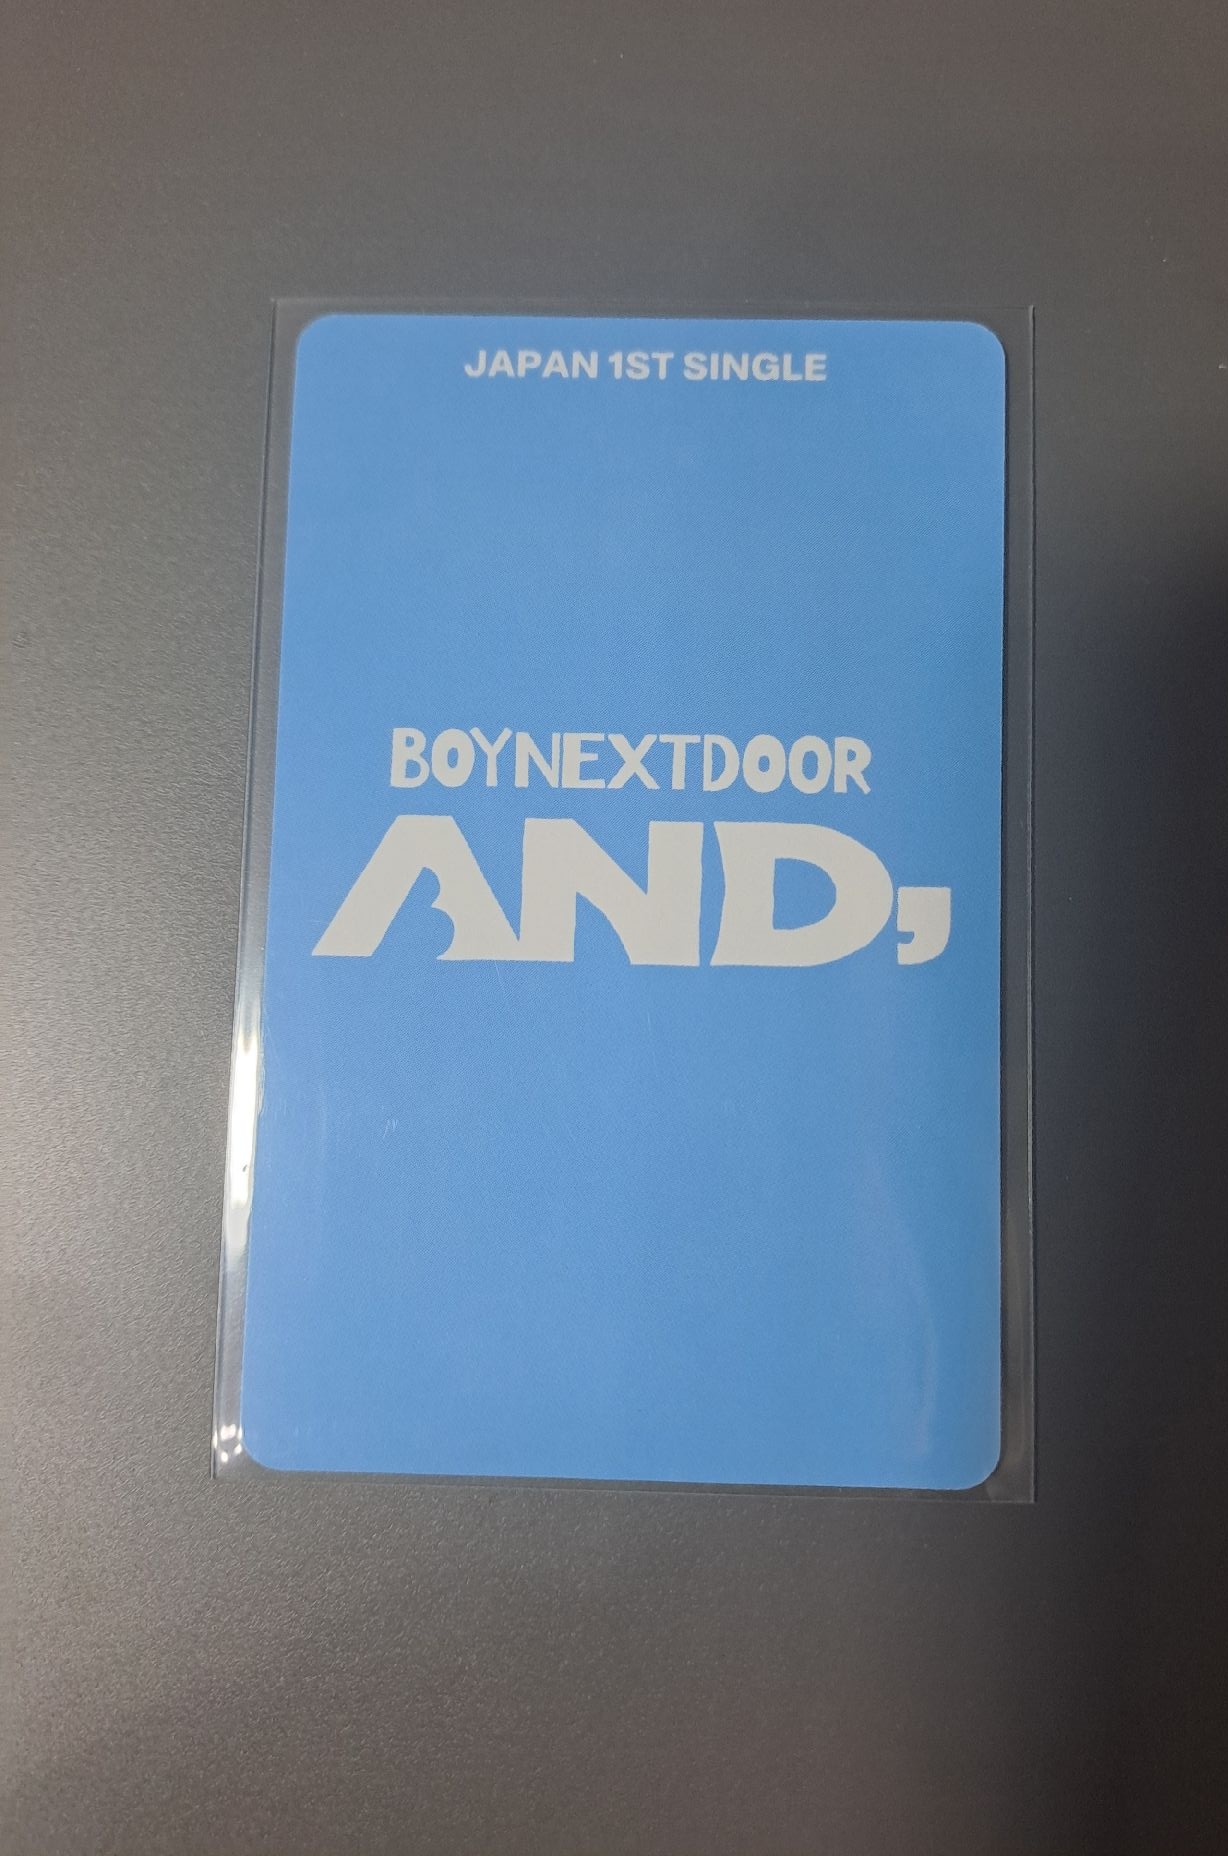 JAPAN 1ST SINGLE
BOYNEXTDOOR
AND,